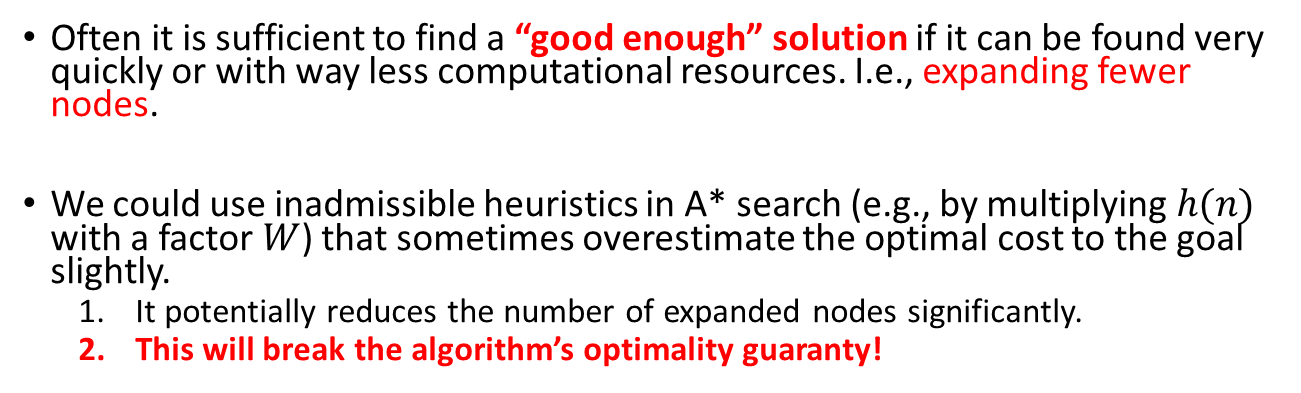 • Often it is sufficient to find a “good enough” solution if it can be found very
quickly or with way less computational resources. I.e., expanding fewer
nodes.
• We could use inadmissible heuristics in A* search (e.g., by multiplying h(n)
with a factor W) that sometimes overestimate the optimal cost to the goal
slightly.
1. It potentially reduces the number of expanded nodes significantly.
2. This will break the algorithm’s optimality guaranty!